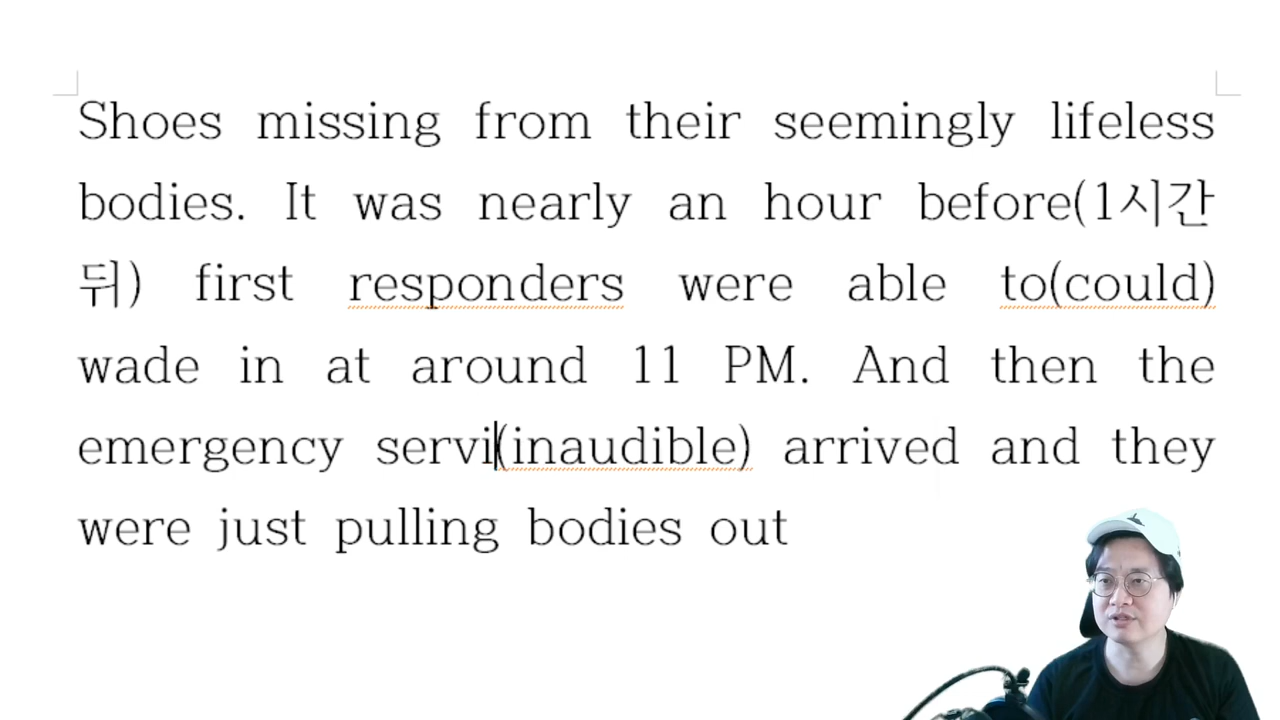 Shoes missing from their seemingly lifeless
bodies. It was nearly an hour before(1시간
뒤) first responders were able to(could)
wade in at around 11 PM. And then the
emergency servi(inaudible) arrived and they
were just pulling bodies out